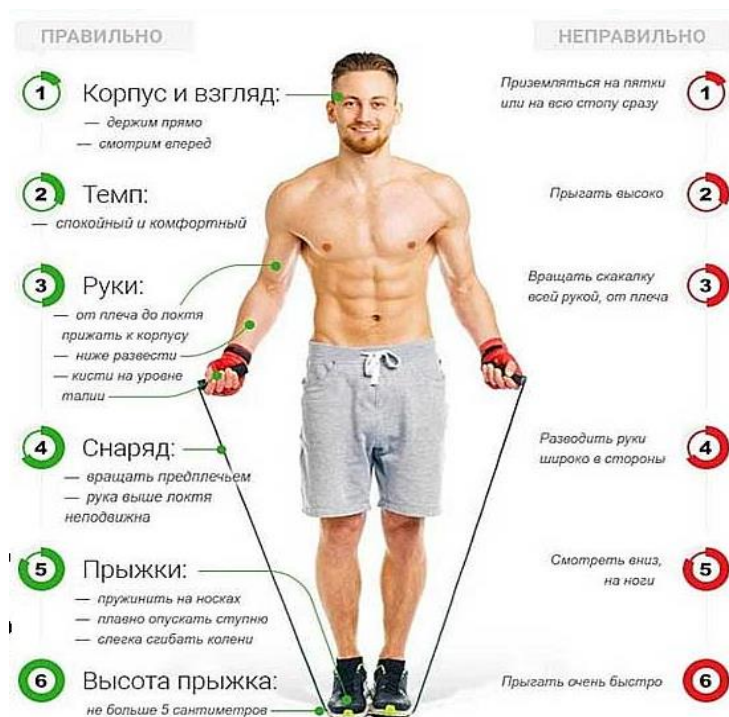 ПРАВИЛЬНО
1
Корпус и взгляд:
— держим прямо
— смотрим вперед
2
Темп:
— спокойный и комфортный
3
Руки:
— от плеча до локтя
прижать к корпусу
— ниже развести
— кисти на уровне
талии
4
Снаряд:
— вращать предплечьем
— рука выше локтя
неподвижна
5
Прыжки:
— пружинить на носках
— плавно опускать ступню
— слегка сгибать колени
6
Высота прыжка:
не больше 5 сантиметров
НЕПРАВИЛЬНО
Приземляться на пятки
или на всю стопу сразу
1
Прыгать высоко
2
Вращать скакалку
всей рукой, от плеча
3
Разводить руки
широко в стороны
4
Смотреть вниз,
на ноги
5
Прыгать очень быстро
6